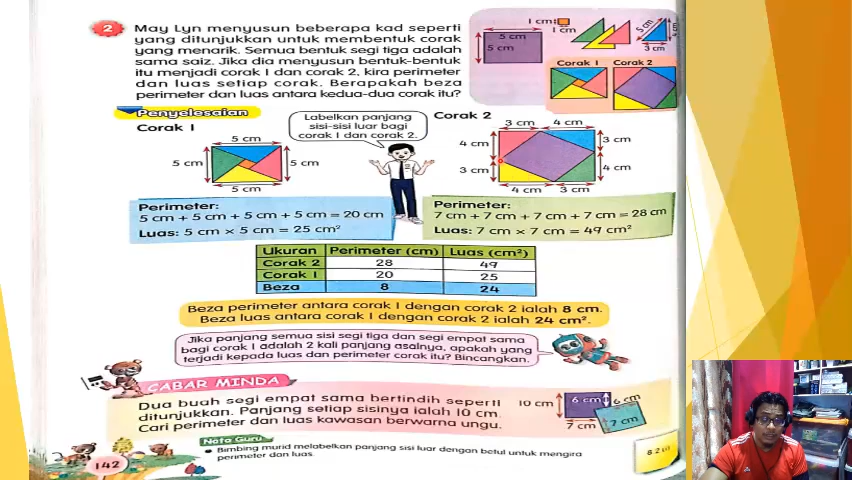 2 May Lyn menyusun beberapa kad seperti
yang ditunjukkan untuk membentuk corak
yang menarik. Semua bentuk segi tiga adalah
sama saiz. Jika dia menyusun bentuk-bentuk
itu menjadi corak 1 dan corak 2, kira perimeter
dan luas setiap corak. Berapakah beza
perimeter dan luas antara kedua-dua corak itu?
1 cm
1 cm
5 cm
5 cm
5 cm
4 cm
3 cm
Corak 1 Corak 2
Penyelesaian
Corak 1
5 cm
5 cm
5 cm
5 cm
Labelkan panjang
sisi-sisi luar bagi
corak 1 dan corak 2.
Corak 2
3 cm 4 cm
4 cm
3 cm
3 cm
4 cm
4 cm 3 cm
Perimeter:
5 cm + 5 cm + 5 cm + 5 cm = 20 cm
Luas: 5 cm × 5 cm = 25 cm²
Perimeter:
7 cm + 7 cm + 7 cm + 7 cm = 28 cm
Luas: 7 cm × 7 cm = 49 cm²
Ukuran Perimeter (cm) Luas (cm²)
Corak 2 28 49
Corak 1 20 25
Beza 8 24
Beza perimeter antara corak 1 dengan corak 2 ialah 8 cm.
Beza luas antara corak 1 dengan corak 2 ialah 24 cm².
Jika panjang semua sisi segi tiga dan segi empat sama
bagi corak 1 adalah 2 kali panjang asalnya, apakah yang
terjadi kepada luas dan perimeter corak itu? Bincangkan.
CABAR MINDA
Dua buah segi empat sama bertindih seperti
ditunjukkan. Panjang setiap sisinya ialah 10 cm.
Cari perimeter dan luas kawasan berwarna ungu.
10 cm
6 cm
6 cm
7 cm
7 cm
Nota Guru
• Bimbing murid melabelkan panjang sisi luar dengan betul untuk mengira
perimeter dan luas.
142